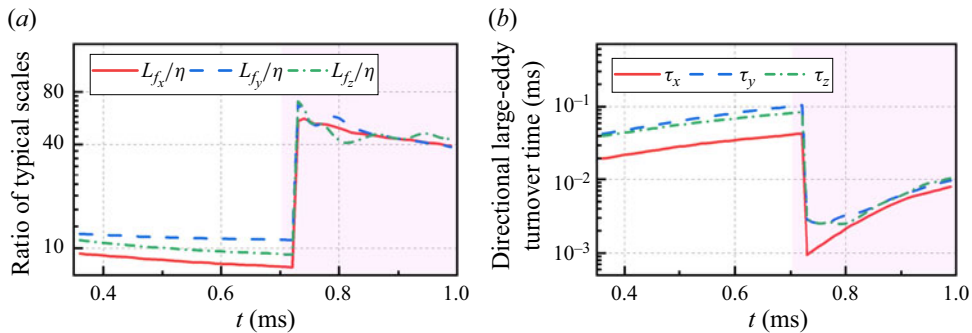 (a)
Ratio of typical scales
80
40
10
L_{f_x}/η L_{f_y}/η L_{f_z}/η
0.4 0.6 0.8 1.0
t (ms)
(b)
Directional large-eddy
turnover time (ms)
10^{-1}
10^{-2}
10^{-3}
τ_x τ_y τ_z
0.4 0.6 0.8 1.0
t (ms)